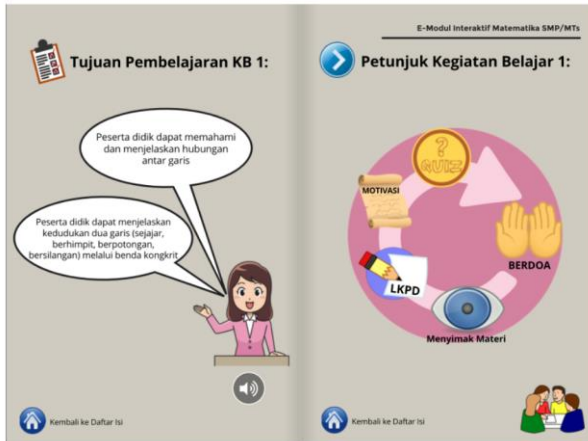 Tujuan Pembelajaran KB 1:
Peserta didik dapat memahami
dan menjelaskan hubungan
antar garis
Peserta didik dapat menjelaskan
kedudukan dua garis (sejajar,
berhimpit, berpotongan,
bersilangan) melalui benda kongkrit
Kembali ke Daftar Isi
E-Modul Interaktif Matematika SMP/MTs
Petunjuk Kegiatan Belajar 1:
?
QUIZ
MOTIVASI
BERDOA
LKPD
Menyimak Materi
Kembali ke Daftar Isi